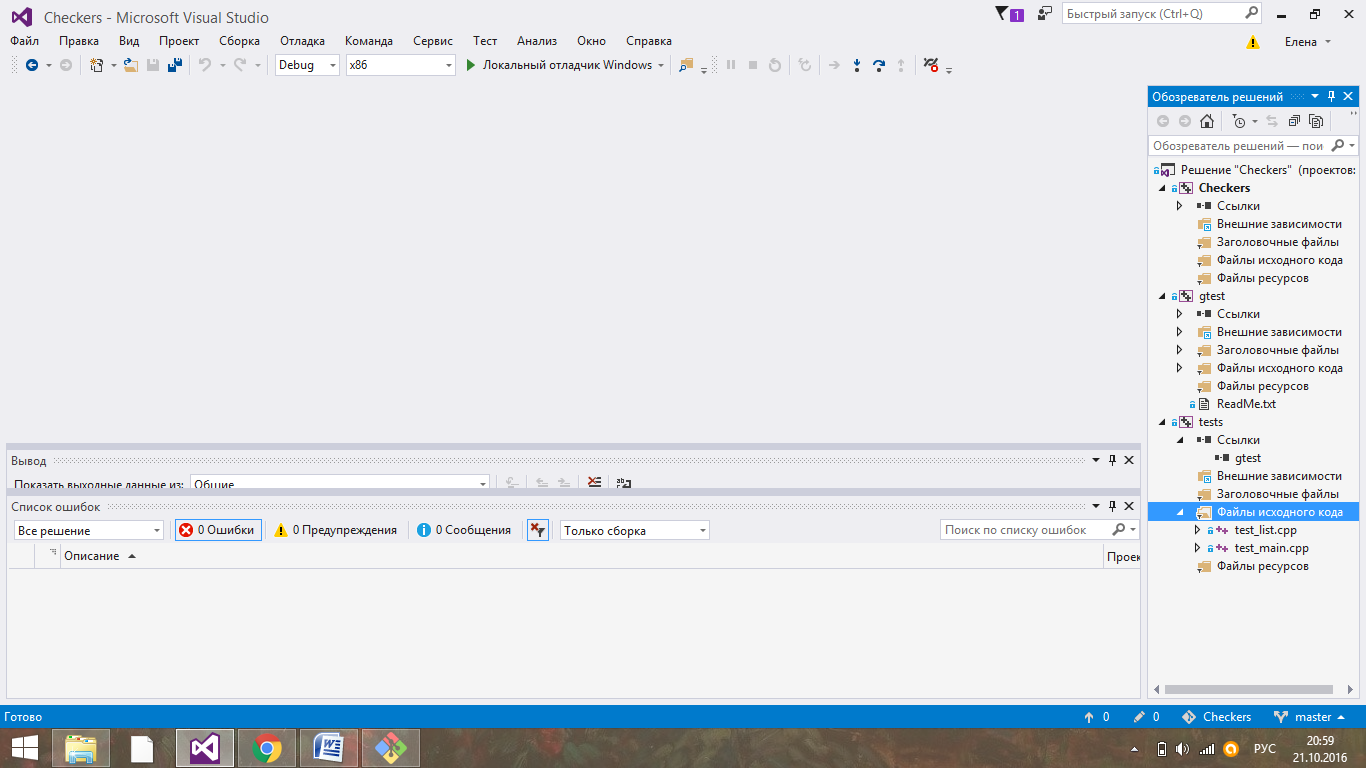 Checkers - Microsoft Visual Studio
1
Быстрый запуск (Ctrl+Q)
Файл Правка Вид Проект Сборка Отладка Команда Сервис Тест Анализ Окно Справка
Елена
Debug x86 Локальный отладчик Windows
Обозреватель решений
Обозреватель решений — пои
Решение "Checkers" (проектов:
Checkers
Ссылки
Внешние зависимости
Заголовочные файлы
Файлы исходного кода
Файлы ресурсов
gtest
Ссылки
Внешние зависимости
Заголовочные файлы
Файлы исходного кода
Файлы ресурсов
ReadMe.txt
tests
Ссылки
gtest
Внешние зависимости
Заголовочные файлы
Файлы исходного кода
test_list.cpp
test_main.cpp
Файлы ресурсов
Вывод
Показать выходные данные из: Общие
Список ошибок
Все решение 0 Ошибки 0 Предупреждения 0 Сообщения Только сборка Поиск по списку ошибок
Описание Проек
Готово 0 0 Checkers master
РУС
20:59
21.10.2016